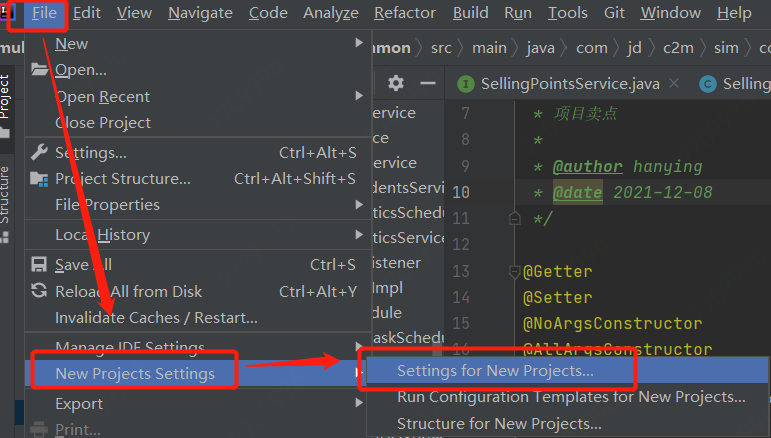 File Edit View Navigate Code Analyze Refactor Build Run Tools Git Window Help
New
Open...
Open Recent
Close Project
Settings... Ctrl+Alt+S
Project Structure... Ctrl+Alt+Shift+S
File Properties
Local History
Save All Ctrl+S
Reload All from Disk Ctrl+Alt+Y
Invalidate Caches / Restart...
Manage IDE Settings
New Projects Settings
Export
Print...
Settings for New Projects...
Run Configuration Templates for New Projects...
Structure for New Projects...
mul
Project
Structure
mmon › src › main › java › com › jd › c2m › sim › co
SellingPointsService.java × Selling
ervice
ce
ervice
dentsServi
ticsSchedu
ticsService
istener
Impl
dule
TaskSchedu
7 * 项目卖点
8 *
9 * @author hanying
10 * @date 2021-12-08
11 */
12
13 @Getter
14 @Setter
15 @NoArgsConstructor
16 @AllArgsConstructor